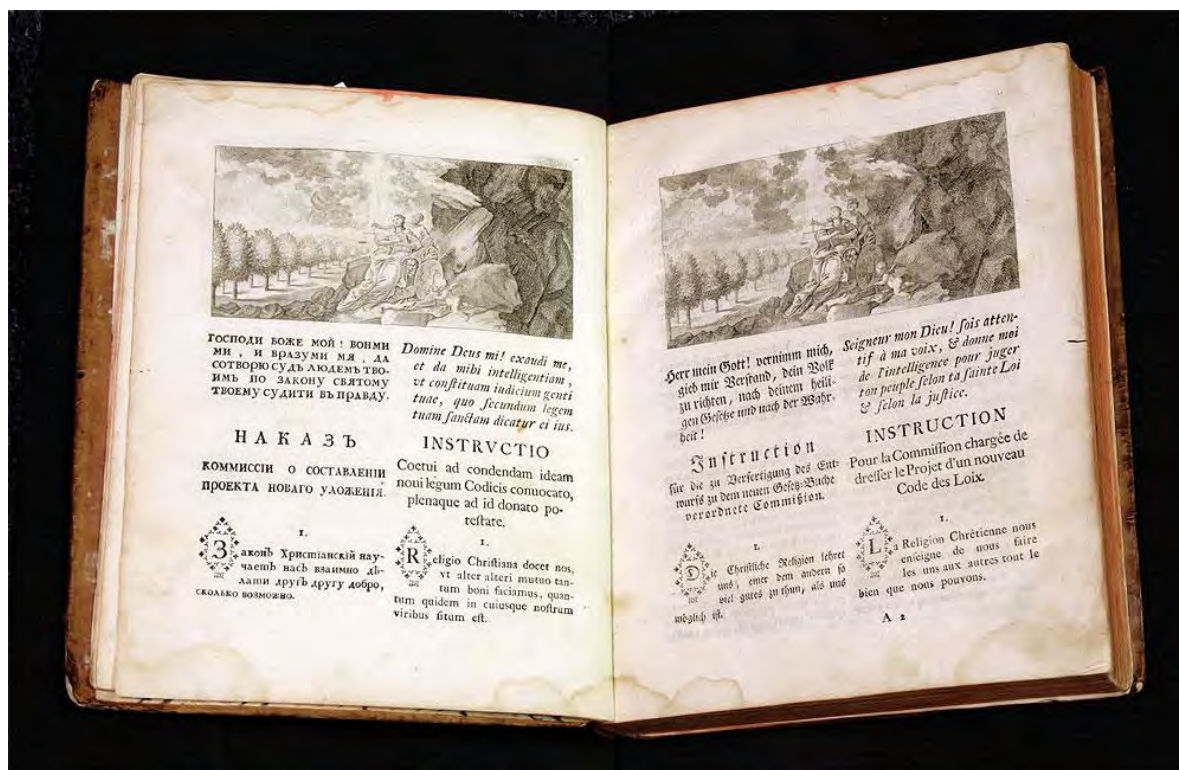 ГОСПОДИ БОЖЕ МОЙ! ВОНМИ
МИ, И ВРАЗУМИ МЯ, ДА
СОТВОРЮ СУДЪ ЛЮДЕМЪ ТВО-
ИМЪ ПО ЗАКОНУ СВЯТОМУ
ТВОЕМУ СУДИТИ ВЪ ПРАВДУ.
НАКАЗЪ
КОММИССІИ О СОСТАВЛЕНІИ
ПРОЕКТА НОВАГО УЛОЖЕНІЯ.
1.
Законъ Христіанскій нау-
чаетъ насъ взаимно дѣ-
лати другъ другу добро,
сколько возможно.
Domine Deus mi! exaudi me,
et da mihi intelligentiam,
vt conſtituam iudicium genti
tuae, quo ſecundum legem
tuam ſanctam dicatur ei ius.
INSTRVCTIO
Coetui ad condendam ideam
noui legum Codicis conuocato,
plenaque ad id donato po-
teſtate.
1.
Religio Chriſtiana docet nos,
vt alter alteri mutuo tan-
tum boni faciamus, quan-
tum quidem in cuiusque noſtrum
viribus ſitum eſt.
Herr mein Gott! vernimm mich,
gieb mir Verſtand, dein Volk
zu richten, nach deinem heili-
gen Geſetze und nach der Wahr-
heit!
Inſtruction
für die zu Verfertigung des Ent-
wurfs zu dem neuen Geſetz-Buche
verordnete Commißion.
1.
Die Chriſtliche Religion lehret
uns, einer dem andern ſo
viel gutes zu thun, als uns
möglich iſt.
Seigneur mon Dieu! ſois atten-
tif à ma voix, & donne moi
de l'intelligence pour juger
ton peuple ſelon ta ſainte Loi
& ſelon la juſtice.
INSTRUCTION
Pour la Commiſſion chargée de
dreſſer le Projet d'un nouveau
Code des Loix.
1.
La Religion Chrétienne nous
enſeigne de nous faire
les uns aux autres tout le
bien que nous pouvons.
A 2